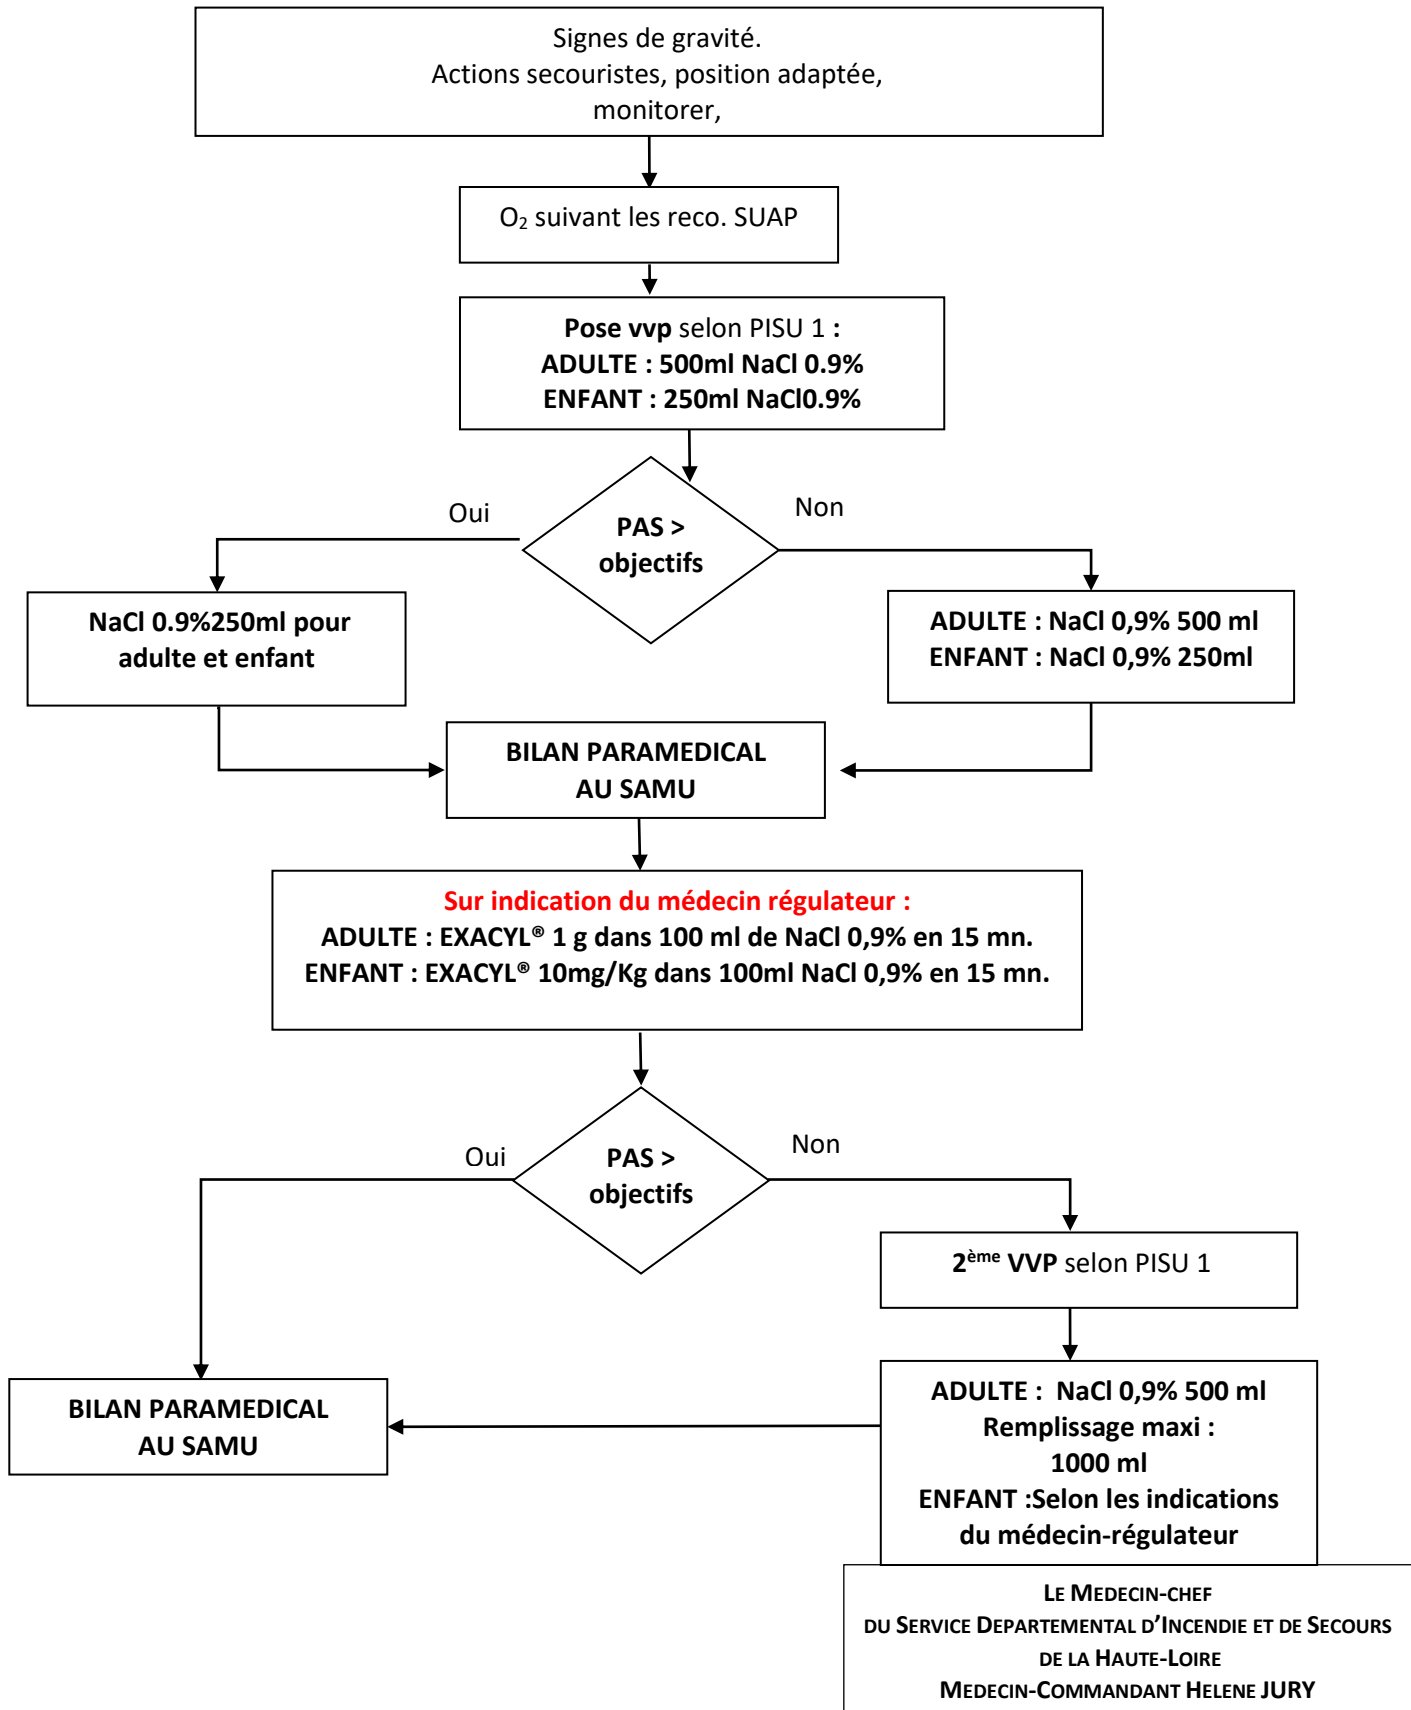 Signes de gravité.
Actions secouristes, position adaptée,
monitorer,
O₂ suivant les reco. SUAP
Pose vvp selon PISU 1 :
ADULTE : 500ml NaCl 0.9%
ENFANT : 250ml NaCl0.9%
Oui
Non
PAS >
objectifs
NaCl 0.9%250ml pour
adulte et enfant
ADULTE : NaCl 0,9% 500 ml
ENFANT : NaCl 0,9% 250ml
BILAN PARAMEDICAL
AU SAMU
Sur indication du médecin régulateur :
ADULTE : EXACYL® 1 g dans 100 ml de NaCl 0,9% en 15 mn.
ENFANT : EXACYL® 10mg/Kg dans 100ml NaCl 0,9% en 15 mn.
Oui
Non
PAS >
objectifs
2ème VVP selon PISU 1
BILAN PARAMEDICAL
AU SAMU
ADULTE : NaCl 0,9% 500 ml
Remplissage maxi :
1000 ml
ENFANT :Selon les indications
du médecin-régulateur
LE MEDECIN-CHEF
DU SERVICE DEPARTEMENTAL D'INCENDIE ET DE SECOURS
DE LA HAUTE-LOIRE
MEDECIN-COMMANDANT HELENE JURY